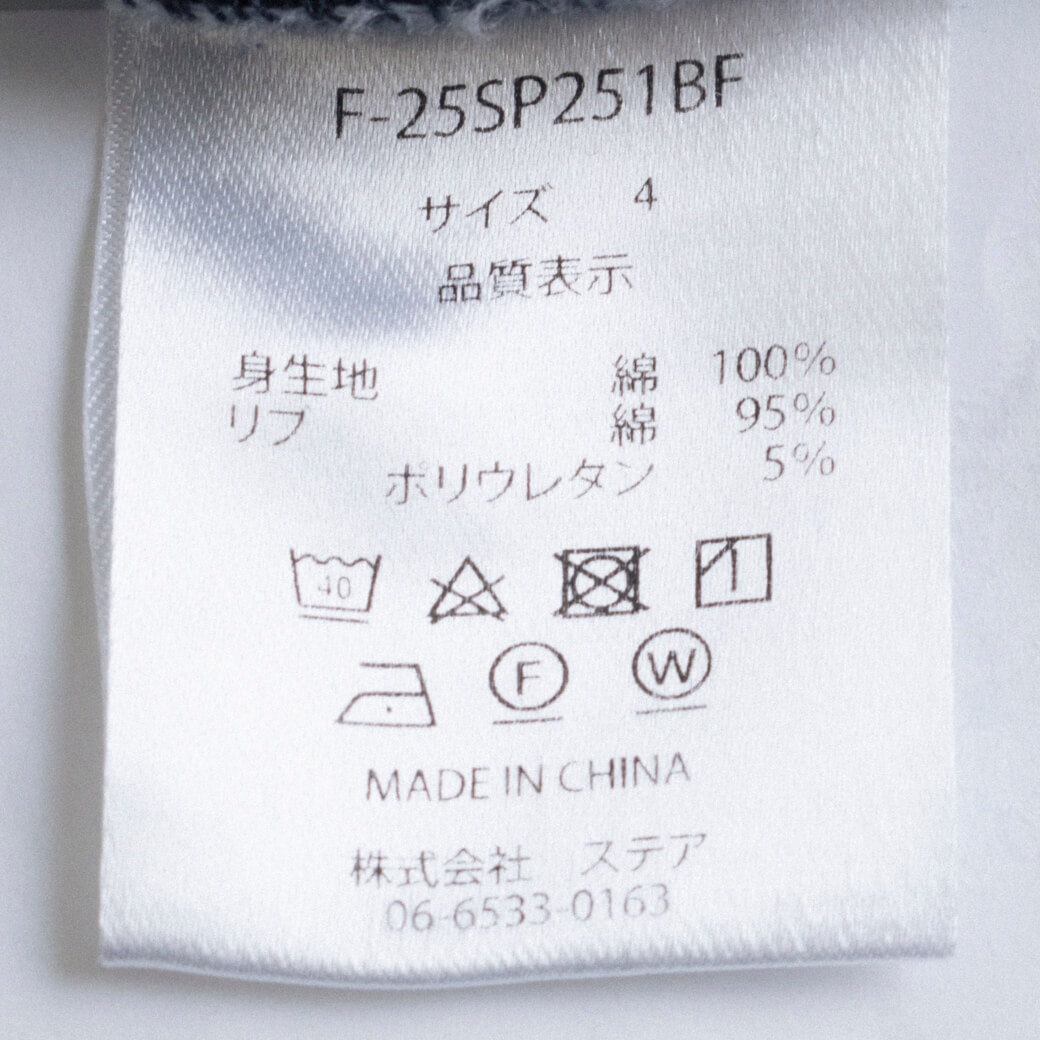 F-25SP251BF
サイズ 4
品質表示
身生地 綿 100%
リブ 綿 95%
ポリウレタン 5%
40
F W
MADE IN CHINA
株式会社 ステア
06-6533-0163